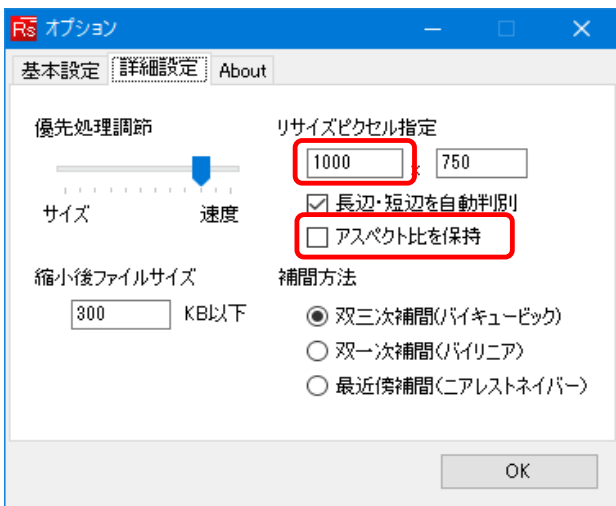 Rs オプション
基本設定 詳細設定 About
優先処理調節
サイズ 速度
縮小後ファイルサイズ
300 KB以下
リサイズピクセル指定
1000 x 750
長辺・短辺を自動判別
アスペクト比を保持
補間方法
双三次補間(バイキュービック)
双一次補間(バイリニア)
最近傍補間(ニアレストネイバー)
OK